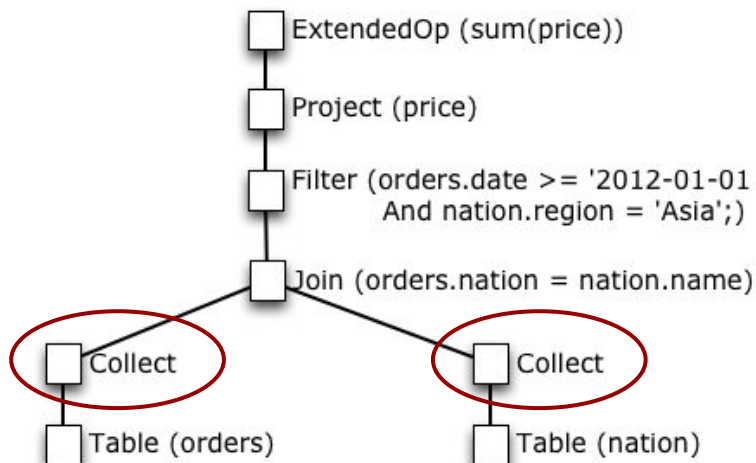 ExtendedOp (sum(price))
Project (price)
Filter (orders.date >= '2012-01-01
And nation.region = 'Asia';)
Join (orders.nation = nation.name)
Collect
Collect
Table (orders)
Table (nation)